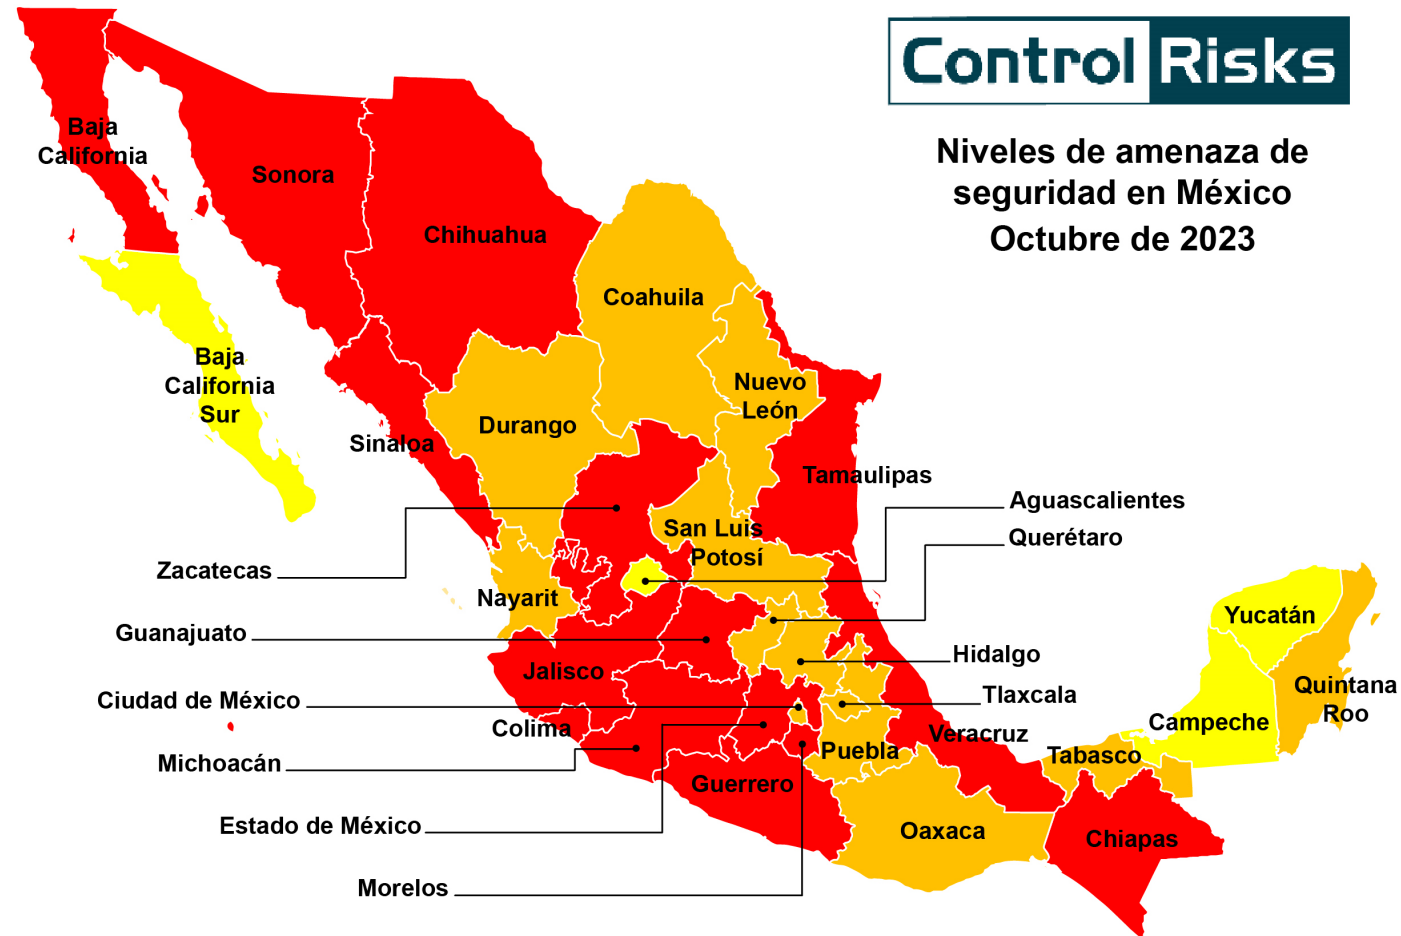 Control Risks
Niveles de amenaza de
seguridad en México
Octubre de 2023
Baja
California
Sonora
Chihuahua
Coahuila
Baja
California
Sur
Nuevo
León
Durango
Sinaloa
Tamaulipas
Aguascalientes
San Luis
Potosí
Querétaro
Zacatecas
Nayarit
Yucatán
Guanajuato
Hidalgo
Jalisco
Quintana
Roo
Tlaxcala
Ciudad de México
Campeche
Colima
Veracruz
Puebla
Tabasco
Michoacán
Guerrero
Estado de México
Oaxaca
Chiapas
Morelos